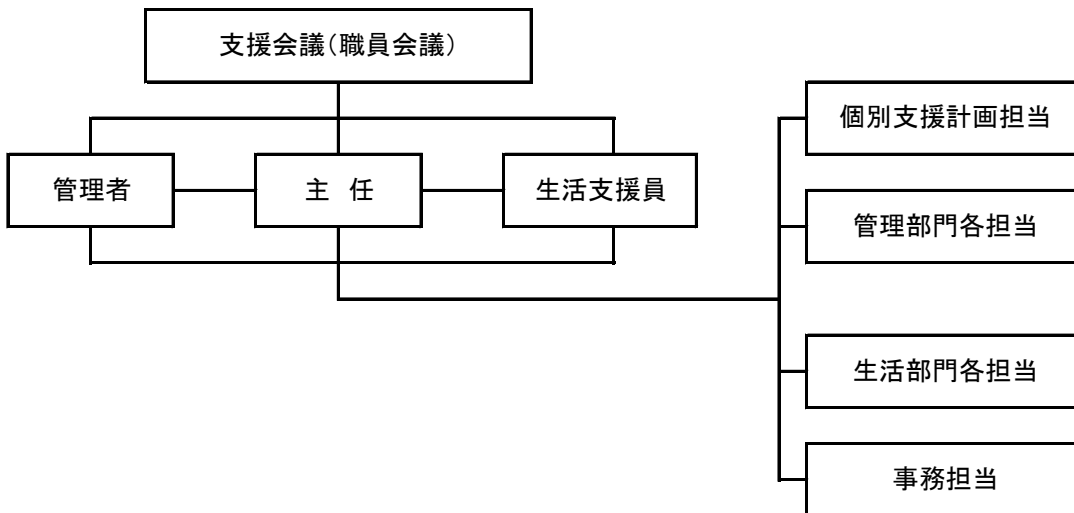 支援会議（職員会議）
個別支援計画担当
管理者
主　任
生活支援員
管理部門各担当
生活部門各担当
事務担当